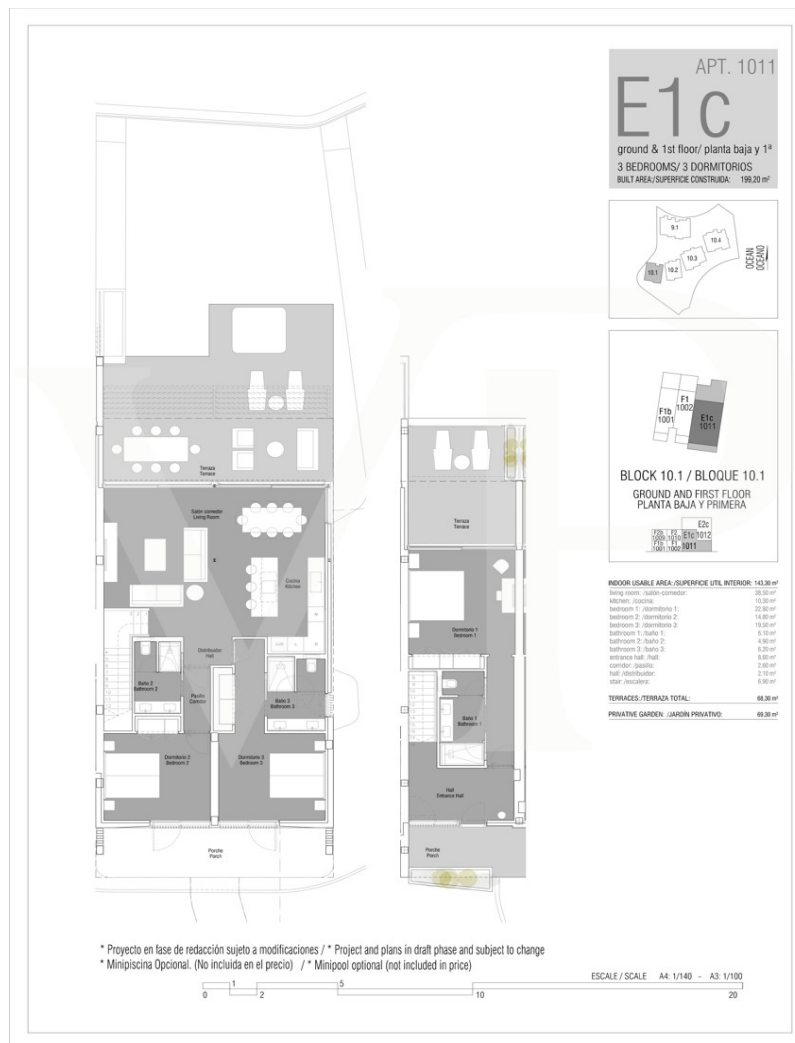 APT. 1011
E1c
ground & 1st floor/ planta baja y 1ª
3 BEDROOMS/ 3 DORMITORIOS
BUILT AREA:/SUPERFICIE CONSTRUIDA: 199,20 m²
9.1
10.4
10.3
10.2
10.1
OCEAN
OCEANO
F1b
1001
F1
1002
E1c
1011
BLOCK 10.1 / BLOQUE 10.1
GROUND AND FIRST FLOOR
PLANTA BAJA Y PRIMERA
E2c
1012
F2b
1009
F2
1010
E1c
1011
F1b
1001
F1
1002
INDOOR USABLE AREA:/SUPERFICIE UTIL INTERIOR: 143,30 m²
living room: /salón-comedor: 38,50 m²
kitchen: /cocina: 10,30 m²
bedroom 1: /dormitorio 1: 22,80 m²
bedroom 2: /dormitorio 2: 14,80 m²
bedroom 3: /dormitorio 3: 19,50 m²
bathroom 1: /baño 1: 6,10 m²
bathroom 2: /baño 2: 4,90 m²
bathroom 3: /baño 3: 6,20 m²
entrance hall: /hall: 8,60 m²
corridor: /pasillo: 2,60 m²
hall: /distribuidor: 2,10 m²
stair: /escalera: 6,90 m²
TERRACES:/TERRAZA TOTAL: 68,30 m²
PRIVATIVE GARDEN: /JARDÍN PRIVATIVO: 69,30 m²
Terraza
Terrace
Salón comedor
Living Room
Cocina
Kitchen
Distribuidor
Hall
Baño 2
Bathroom 2
Pasillo
Corridor
Baño 3
Bathroom 3
Dormitorio 2
Bedroom 2
Dormitorio 3
Bedroom 3
Porche
Porch
Terraza
Terrace
Dormitorio 1
Bedroom 1
Baño 1
Bathroom 1
Hall
Entrance Hall
Porche
Porch
* Proyecto en fase de redacción sujeto a modificaciones / * Project and plans in draft phase and subject to change
* Minipiscina Opcional. (No incluida en el precio) / * Minipool optional (not included in price)
ESCALE / SCALE A4: 1/140 - A3: 1/100
0 1 2 5 10 20